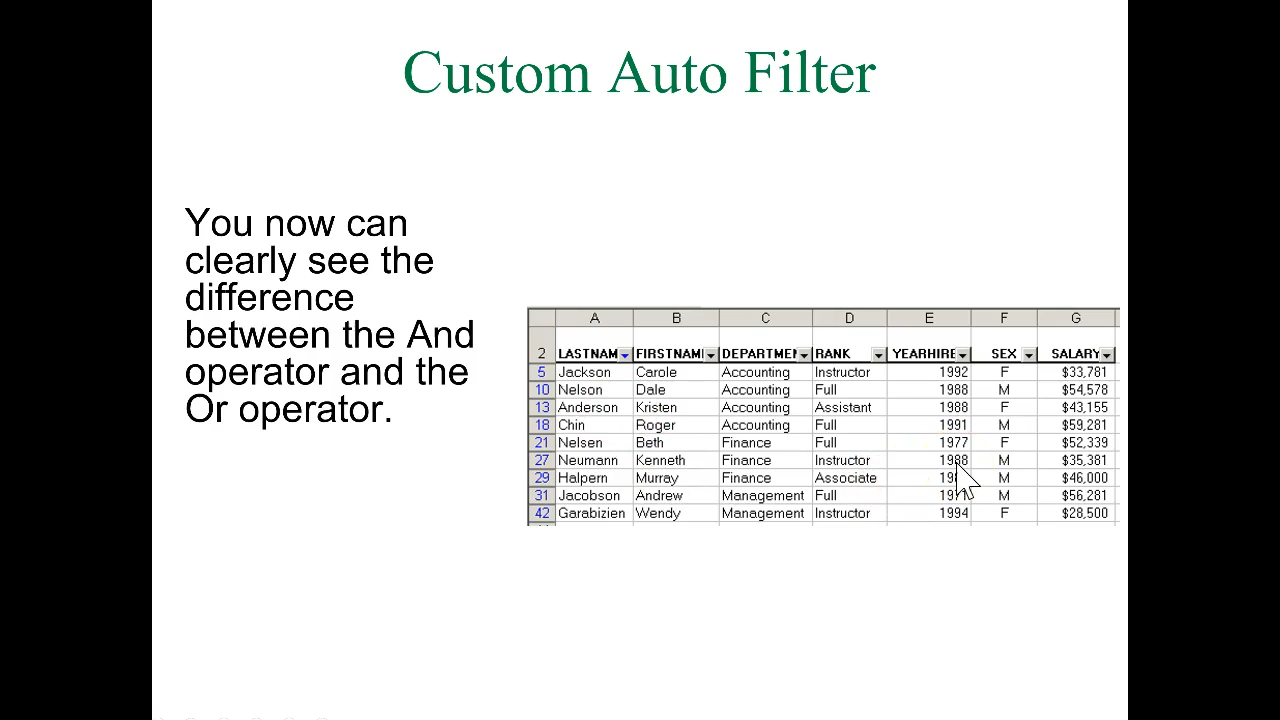 Custom Auto Filter
You now can
clearly see the
difference
between the And
operator and the
Or operator.
A B C D E F G
2 LASTNAM FIRSTNAM DEPARTMEN RANK YEARHIRE SEX SALARY
5 Jackson Carole Accounting Instructor 1992 F $33,781
10 Nelson Dale Accounting Full 1988 M $54,578
13 Anderson Kristen Accounting Assistant 1988 F $43,155
18 Chin Roger Accounting Full 1991 M $59,281
21 Nelsen Beth Finance Full 1977 F $52,339
27 Neumann Kenneth Finance Instructor 1988 M $35,381
29 Halpern Murray Finance Associate M $46,000
31 Jacobson Andrew Management Full M $56,281
42 Garabizien Wendy Management Instructor 1994 F $28,500